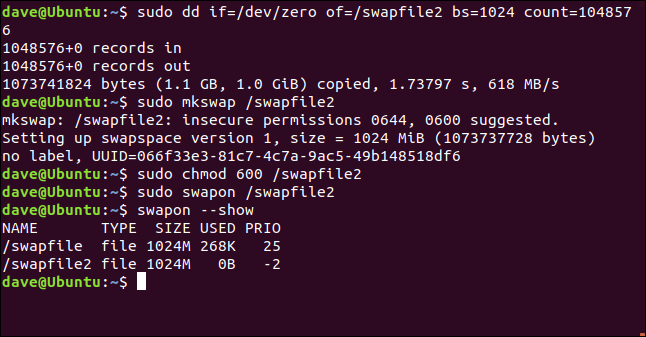 dave@Ubuntu:~$ sudo dd if=/dev/zero of=/swapfile2 bs=1024 count=104857
6
1048576+0 records in
1048576+0 records out
1073741824 bytes (1.1 GB, 1.0 GiB) copied, 1.73797 s, 618 MB/s
dave@Ubuntu:~$ sudo mkswap /swapfile2
mkswap: /swapfile2: insecure permissions 0644, 0600 suggested.
Setting up swapspace version 1, size = 1024 MiB (1073737728 bytes)
no label, UUID=066f33e3-81c7-4c7a-9ac5-49b148518df6
dave@Ubuntu:~$ sudo chmod 600 /swapfile2
dave@Ubuntu:~$ sudo swapon /swapfile2
dave@Ubuntu:~$ swapon --show
NAME       TYPE  SIZE USED PRIO
/swapfile  file 1024M 268K   25
/swapfile2 file 1024M   0B   -2
dave@Ubuntu:~$